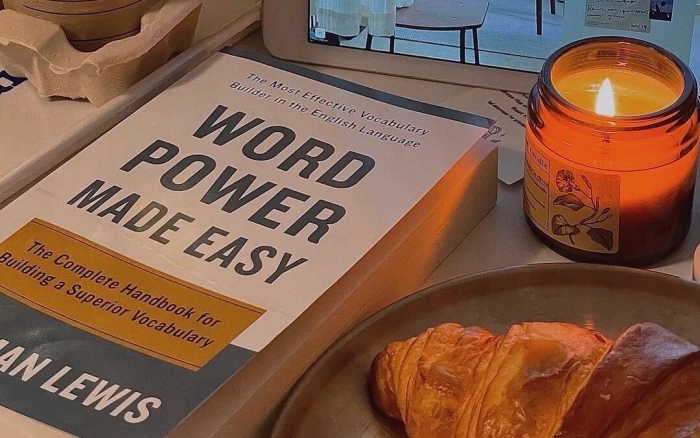 The Most Effective Vocabulary
Builder in the English Language
WORD
POWER
MADE EASY
The Complete Handbook for
Building a Superior Vocabulary
LEWIS